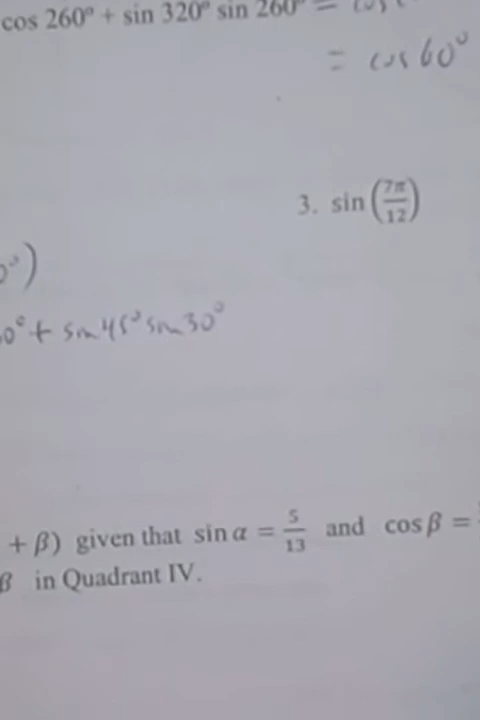 cos 260° + sin 320° sin 260° =
= cos 60°
3. sin (7π/12)
0°)
0° + sin 45° sin 30°
+ β) given that sin α = 5/13 and cos β =
β in Quadrant IV.